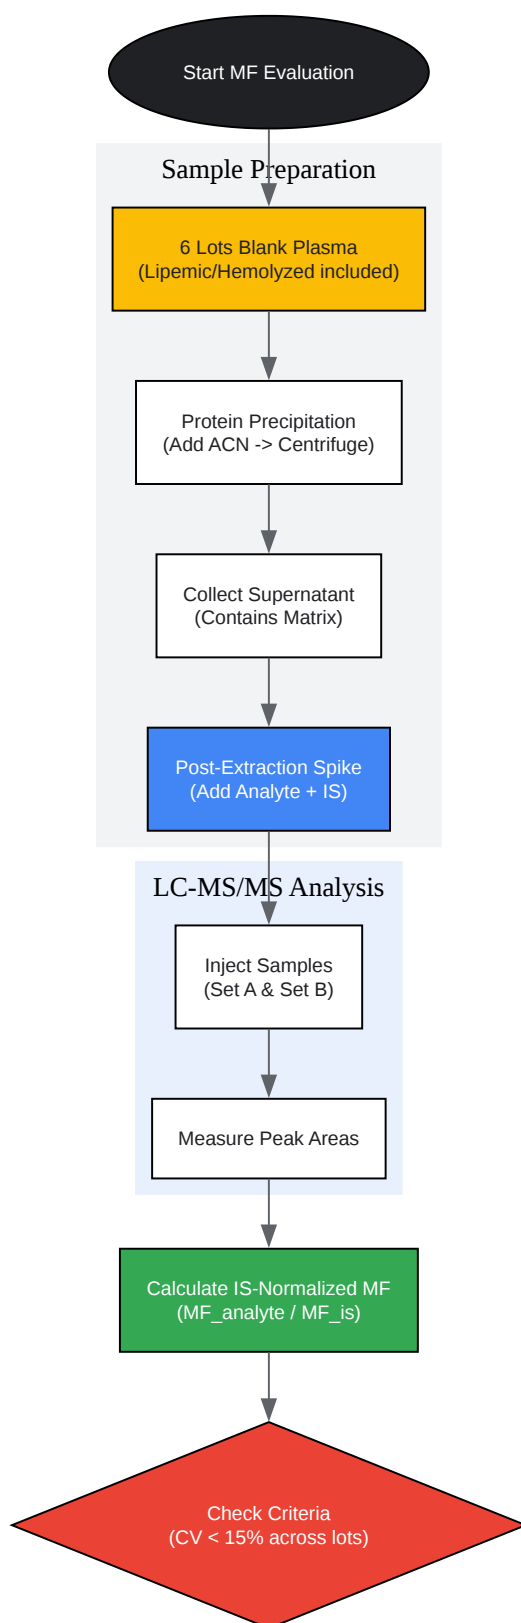 Start MF Evaluation
Sample Preparation
6 Lots Blank Plasma
(Lipemic/Hemolyzed included)
Protein Precipitation
(Add ACN -> Centrifuge)
Collect Supernatant
(Contains Matrix)
Post-Extraction Spike
(Add Analyte + IS)
LC-MS/MS Analysis
Inject Samples
(Set A & Set B)
Measure Peak Areas
Calculate IS-Normalized MF
(MF_analyte / MF_is)
Check Criteria
(CV < 15% across lots)